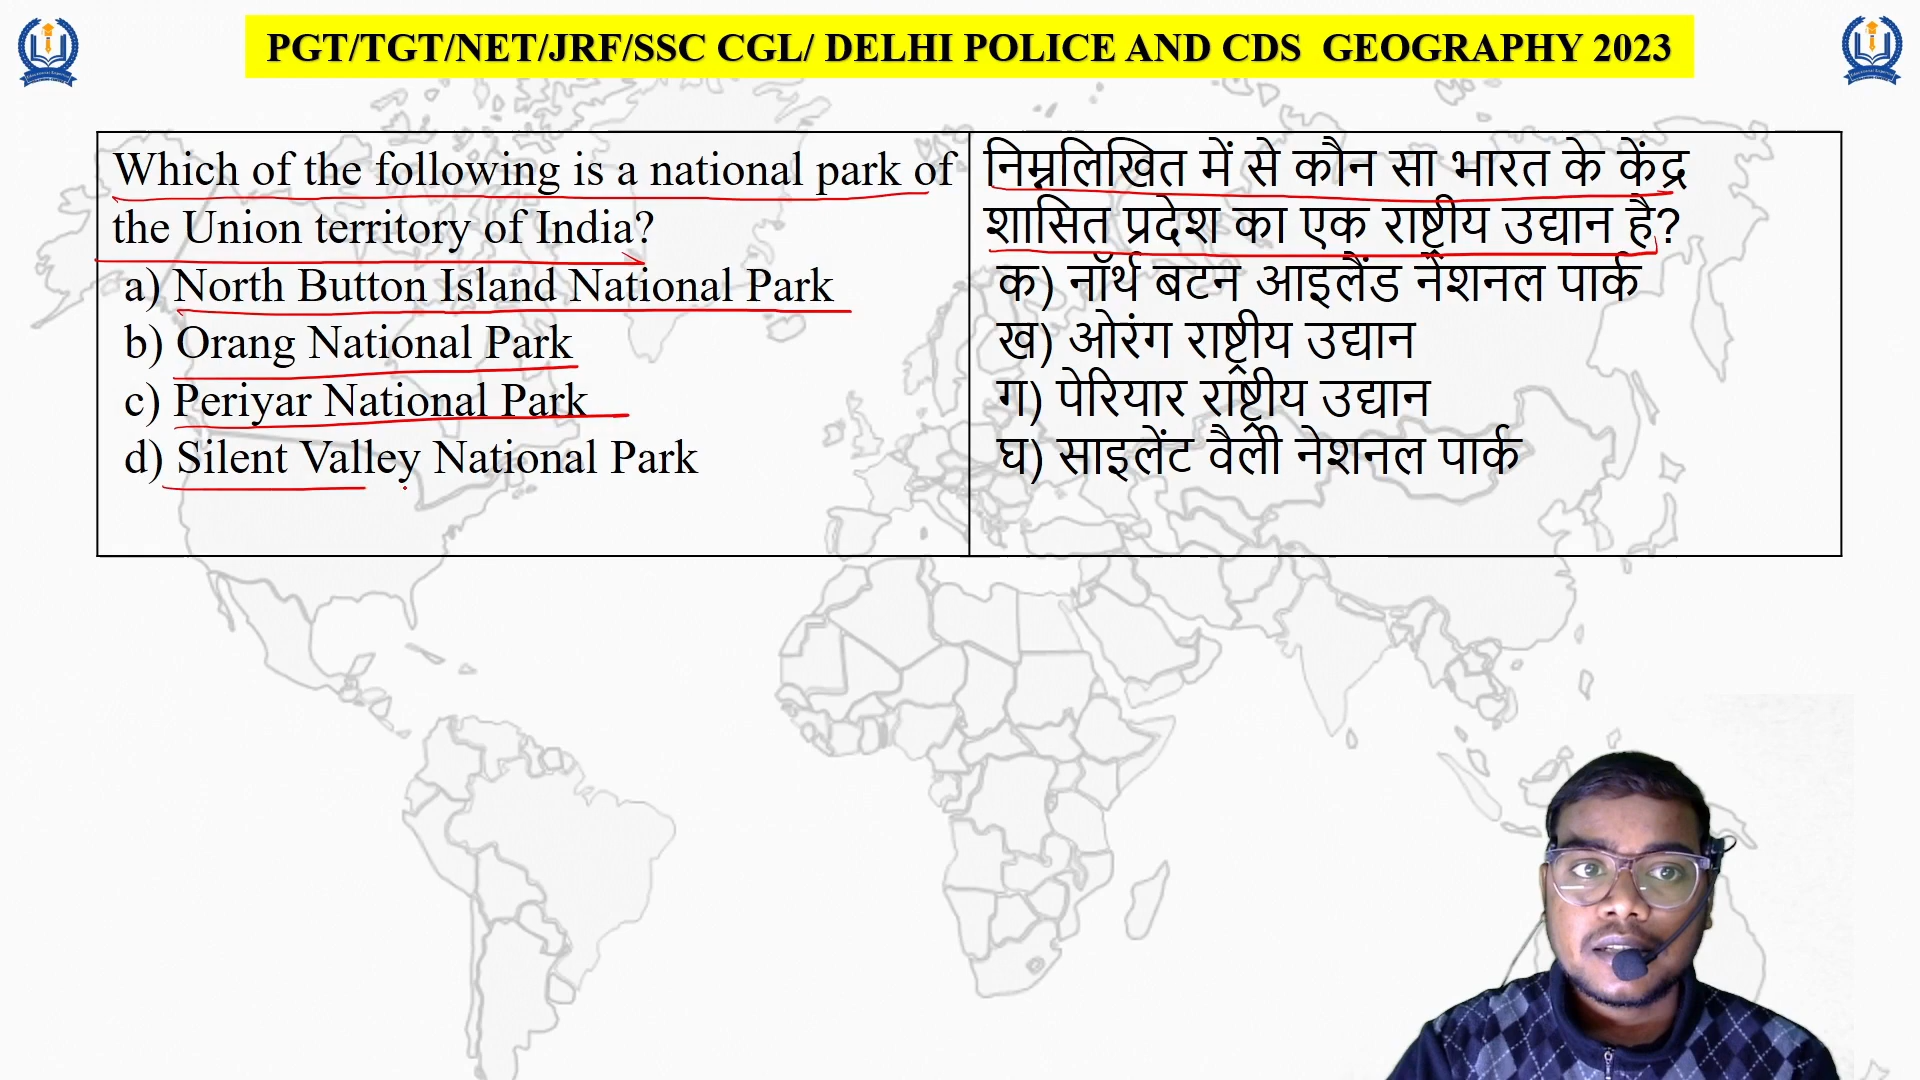 PGT/TGT/NET/JRF/SSC CGL/ DELHI POLICE AND CDS GEOGRAPHY 2023
Which of the following is a national park of
the Union territory of India?
a) North Button Island National Park
b) Orang National Park
c) Periyar National Park
d) Silent Valley National Park
निम्नलिखित में से कौन सा भारत के केंद्र
शासित प्रदेश का एक राष्ट्रीय उद्यान है?
क) नॉर्थ बटन आइलैंड नेशनल पार्क
ख) ओरंग राष्ट्रीय उद्यान
ग) पेरियार राष्ट्रीय उद्यान
घ) साइलेंट वैली नेशनल पार्क